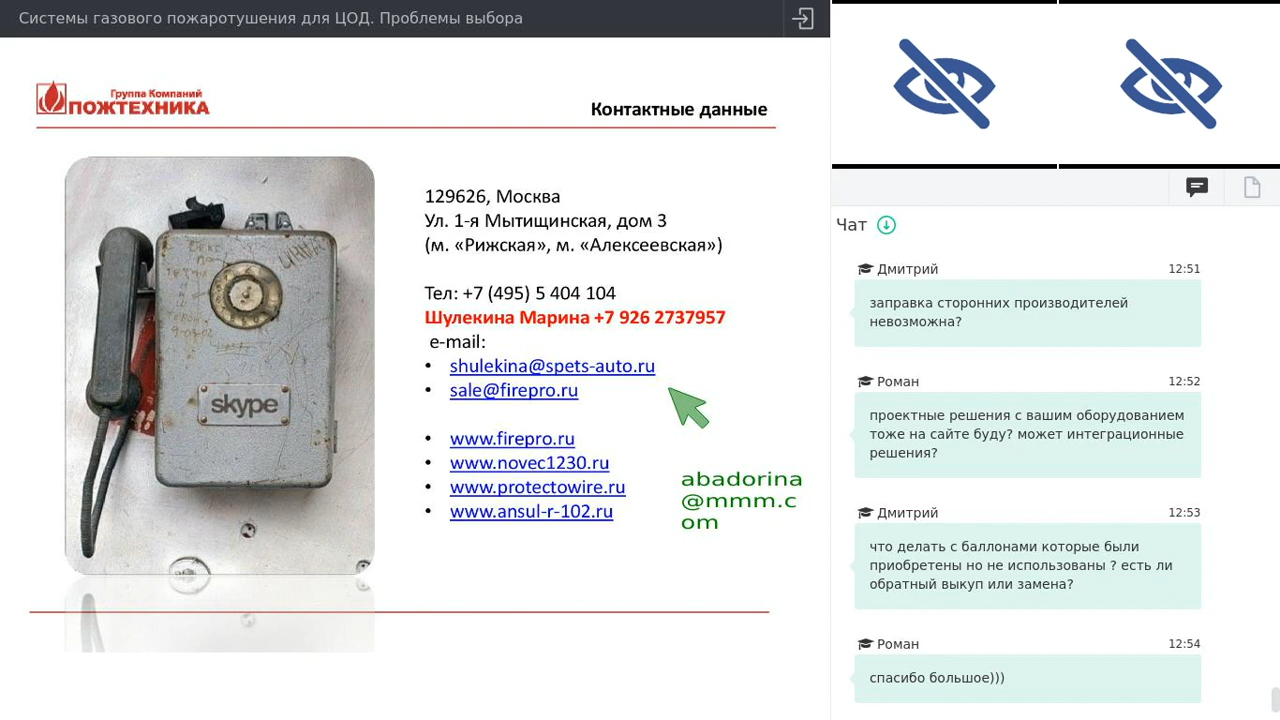 Системы газового пожаротушения для ЦОД. Проблемы выбора
Группа Компаний
ПОЖТЕХНИКА
Контактные данные
129626, Москва
Ул. 1-я Мытищинская, дом 3
(м. «Рижская», м. «Алексеевская»)
Тел: +7 (495) 5 404 104
Шулекина Марина +7 926 2737957
e-mail:
• shulekina@spets-auto.ru
• sale@firepro.ru
• www.firepro.ru
• www.novec1230.ru
• www.protectowire.ru
• www.ansul-r-102.ru
abadorina
@mmm.c
om
skype
Чат
Дмитрий 12:51
заправка сторонних производителей
невозможна?
Роман 12:52
проектные решения с вашим оборудованием
тоже на сайте буду? может интеграционные
решения?
Дмитрий 12:53
что делать с баллонами которые были
приобретены но не использованы ? есть ли
обратный выкуп или замена?
Роман 12:54
спасибо большое)))